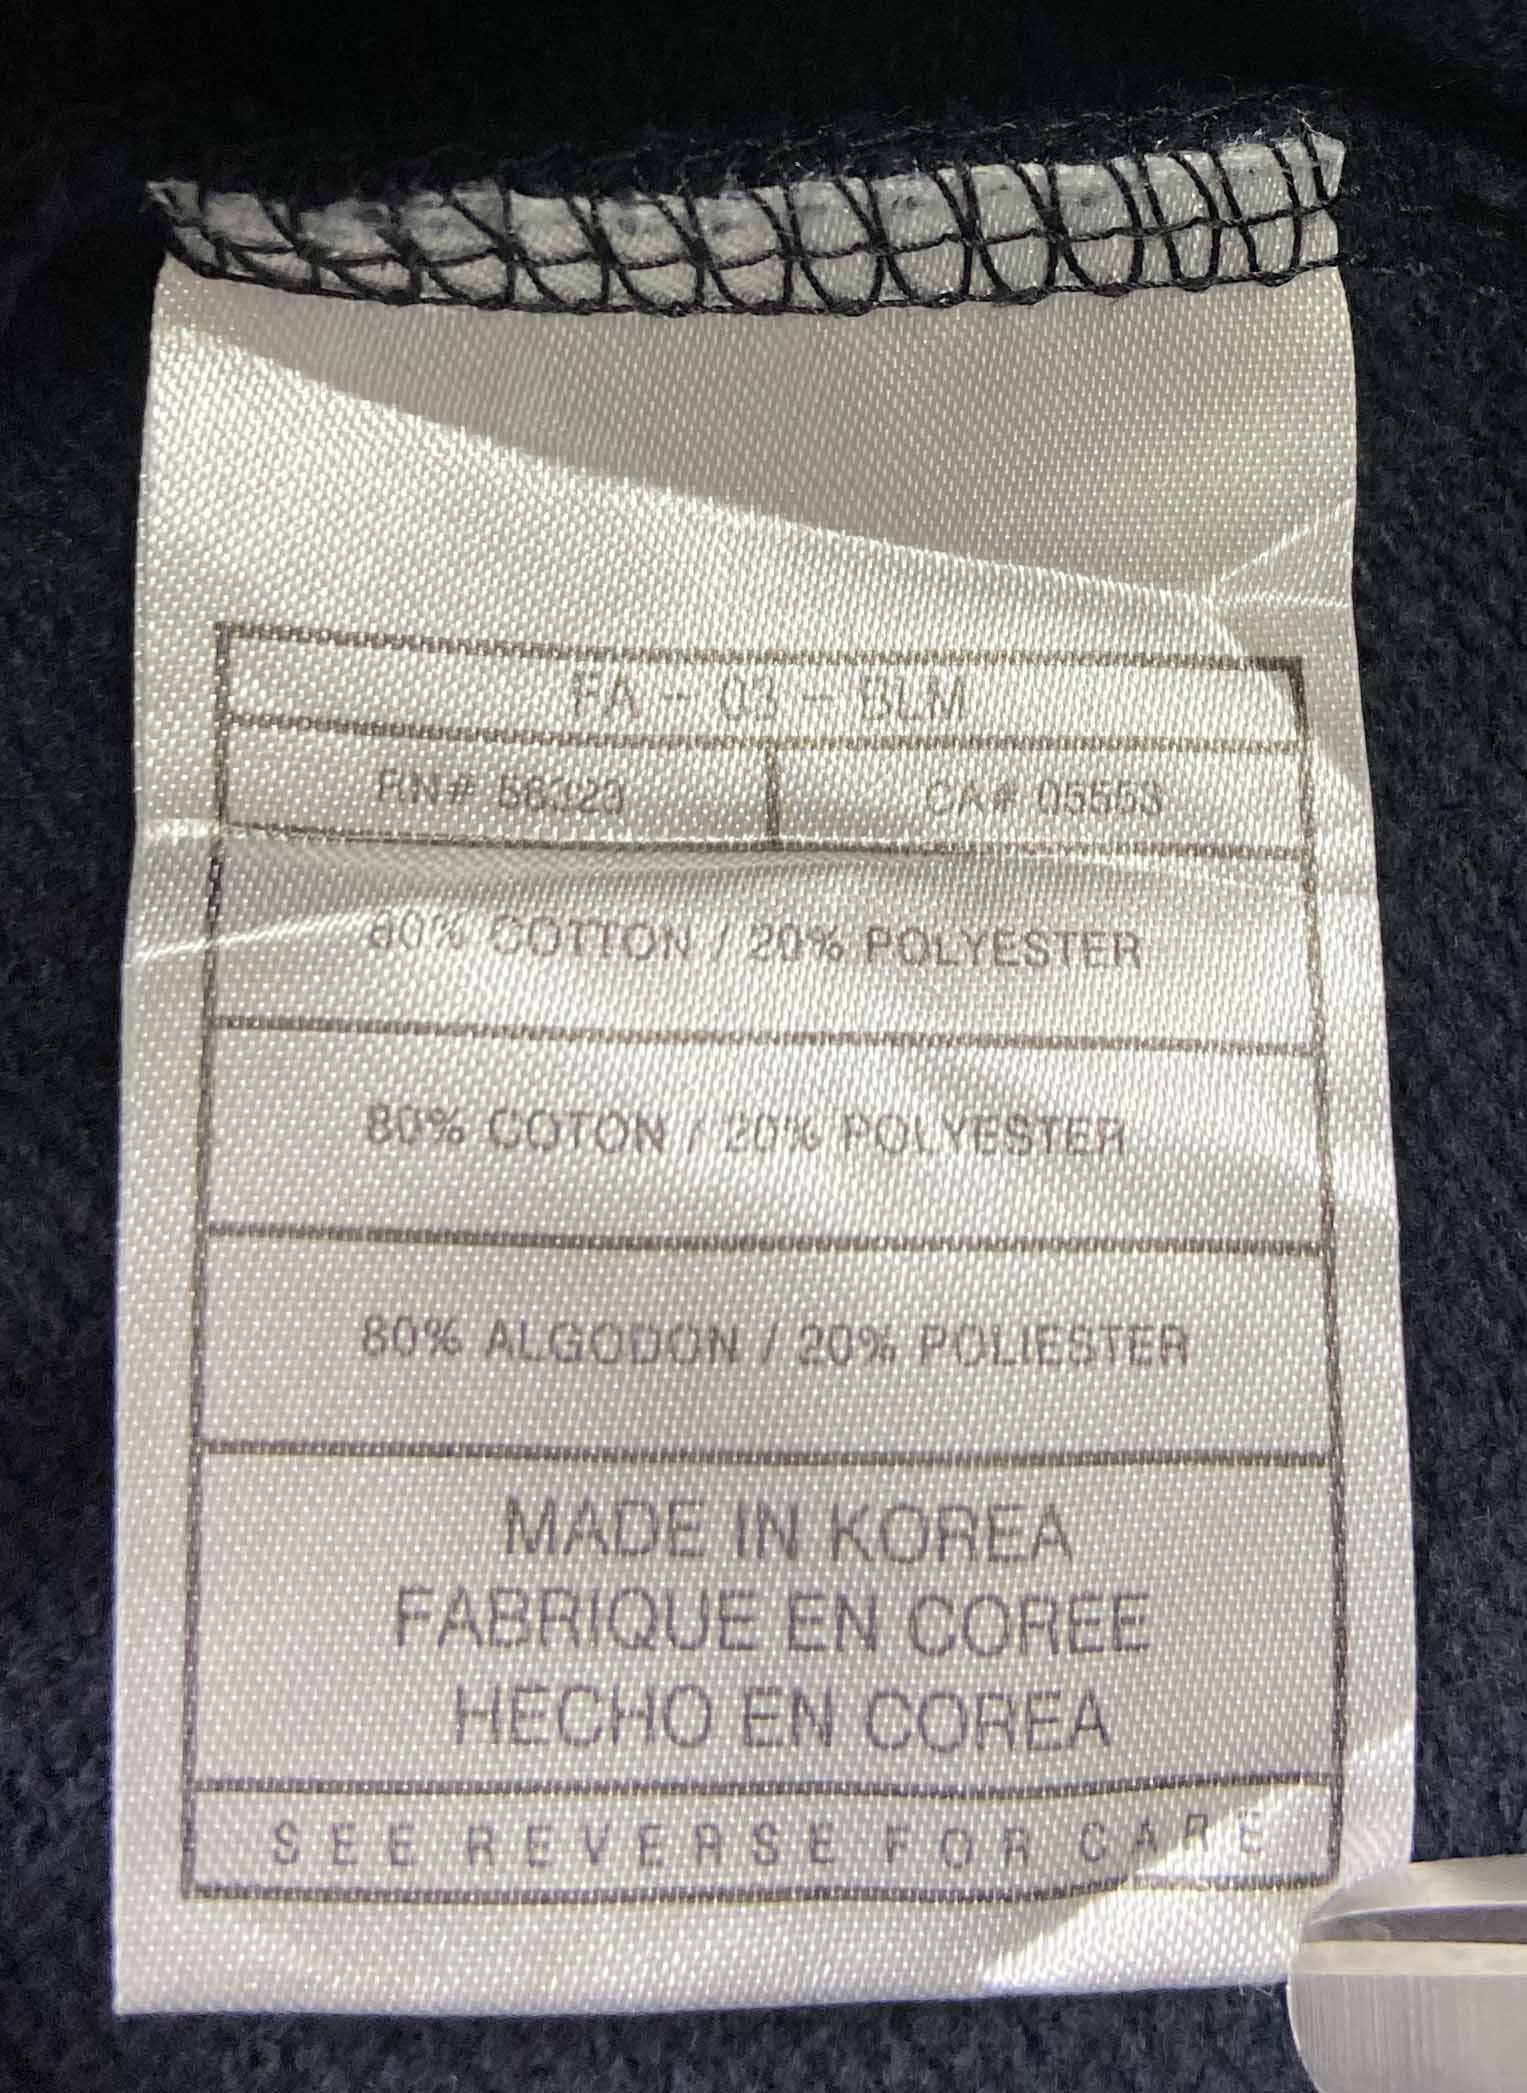 FA - 03 - BLM
RN# 56323
CA# 05553
80% COTTON / 20% POLYESTER
80% COTON / 20% POLYESTER
80% ALGODON / 20% POLIESTER
MADE IN KOREA
FABRIQUE EN COREE
HECHO EN COREA
SEE REVERSE FOR CARE